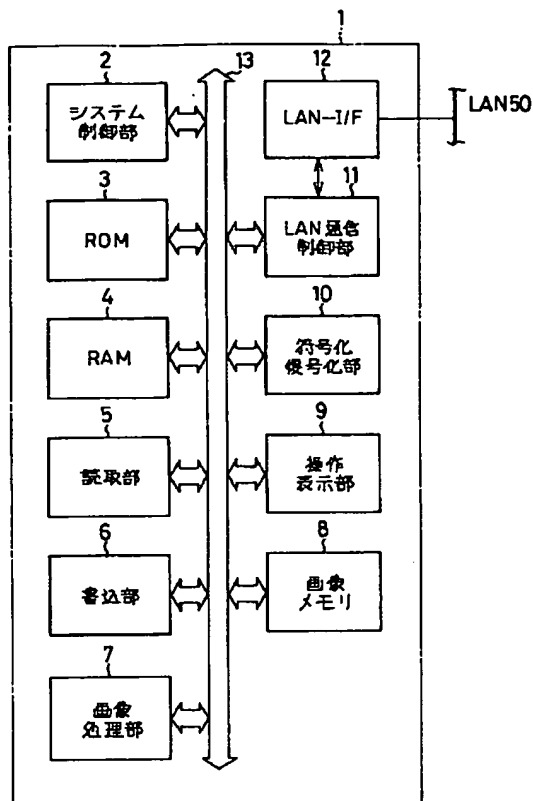 1
2
システム
制御部
3
ROM
4
RAM
5
読取部
6
書込部
7
画像
処理部
13
12
LAN-I/F
LAN50
11
LAN通信
制御部
10
符号化
復号化部
9
操作
表示部
8
画像
メモリ